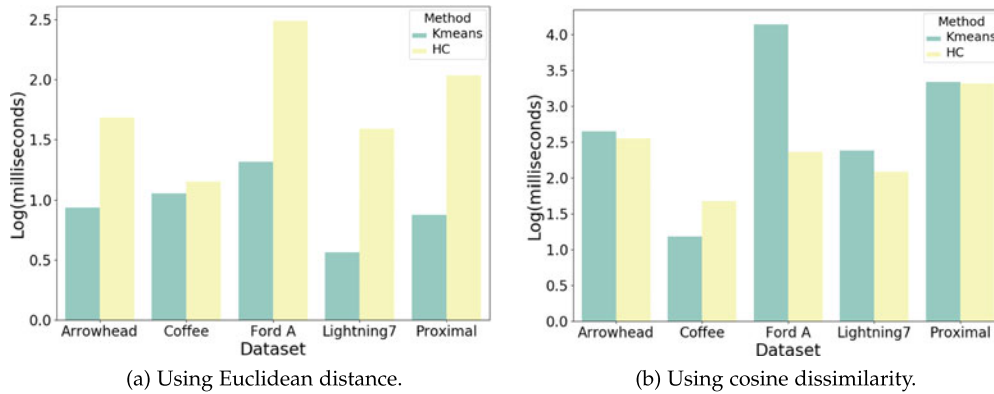 2.5
2.0
1.5
1.0
0.5
0.0
Log(milliseconds)
Method
Kmeans
HC
Arrowhead Coffee Ford A Lightning7 Proximal
Dataset
(a) Using Euclidean distance.
4.0
3.5
3.0
2.5
2.0
1.5
1.0
0.5
0.0
Log(milliseconds)
Method
Kmeans
HC
Arrowhead Coffee Ford A Lightning7 Proximal
Dataset
(b) Using cosine dissimilarity.